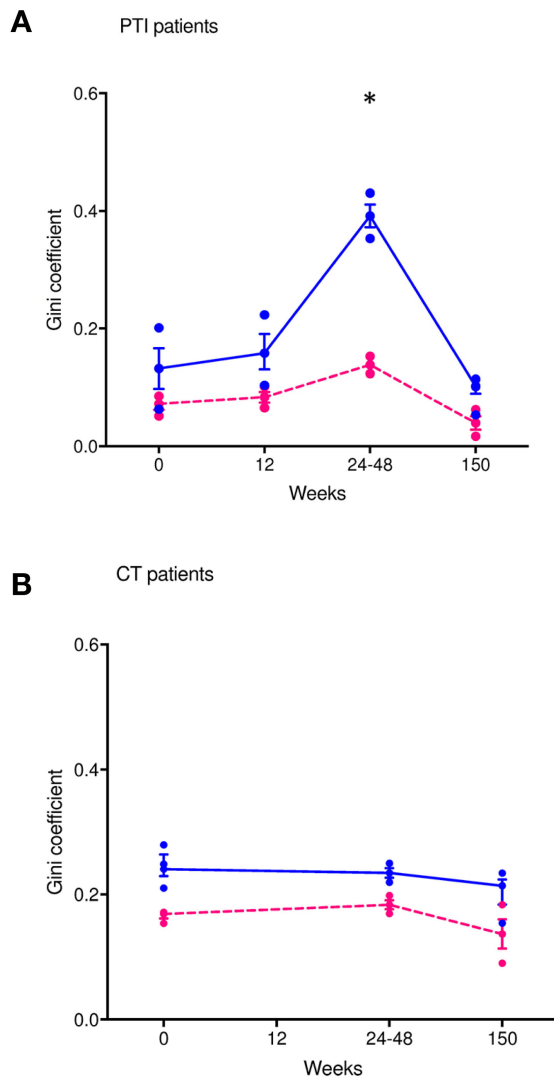 A
PTI patients
0.6
*
0.4
Gini coefficient
0.2
0.0
0 12 24-48 150
Weeks
B
CT patients
0.6
0.4
Gini coefficient
0.2
0.0
0 12 24-48 150
Weeks